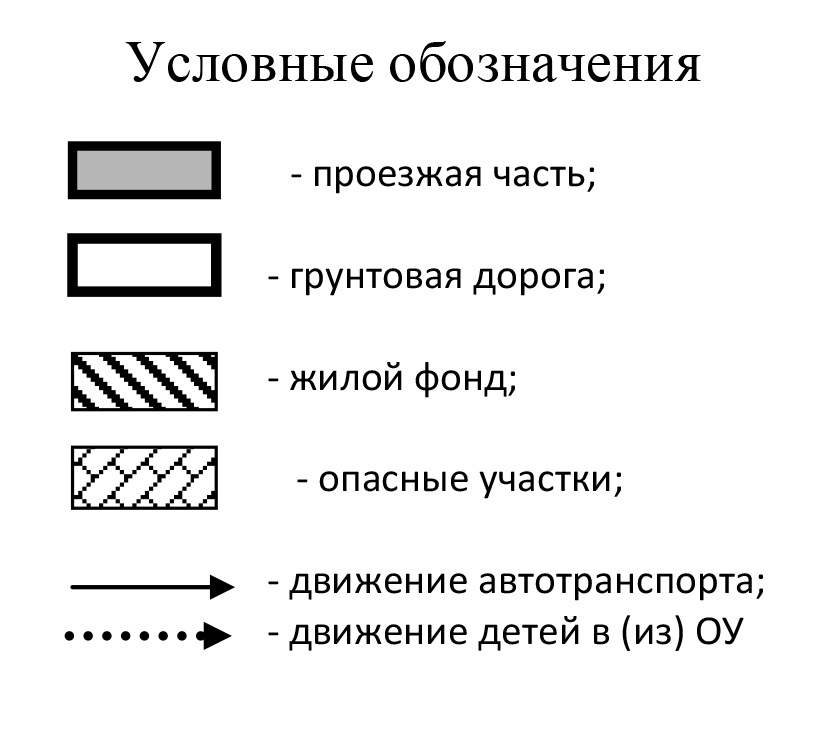 Условные обозначения
- проезжая часть;
- грунтовая дорога;
- жилой фонд;
- опасные участки;
- движение автотранспорта;
- движение детей в (из) ОУ